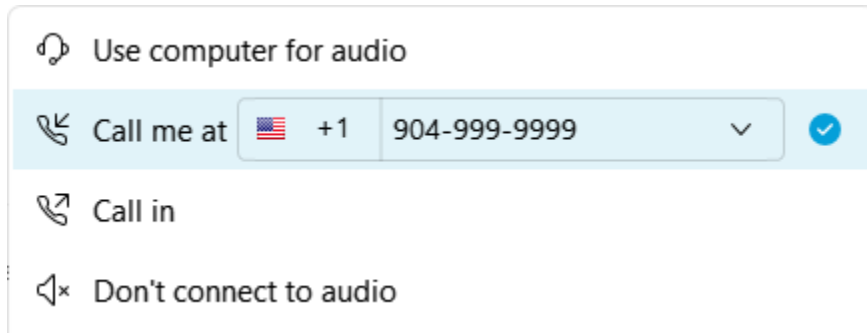 Use computer for audio
Call me at +1 904-999-9999
Call in
Don't connect to audio